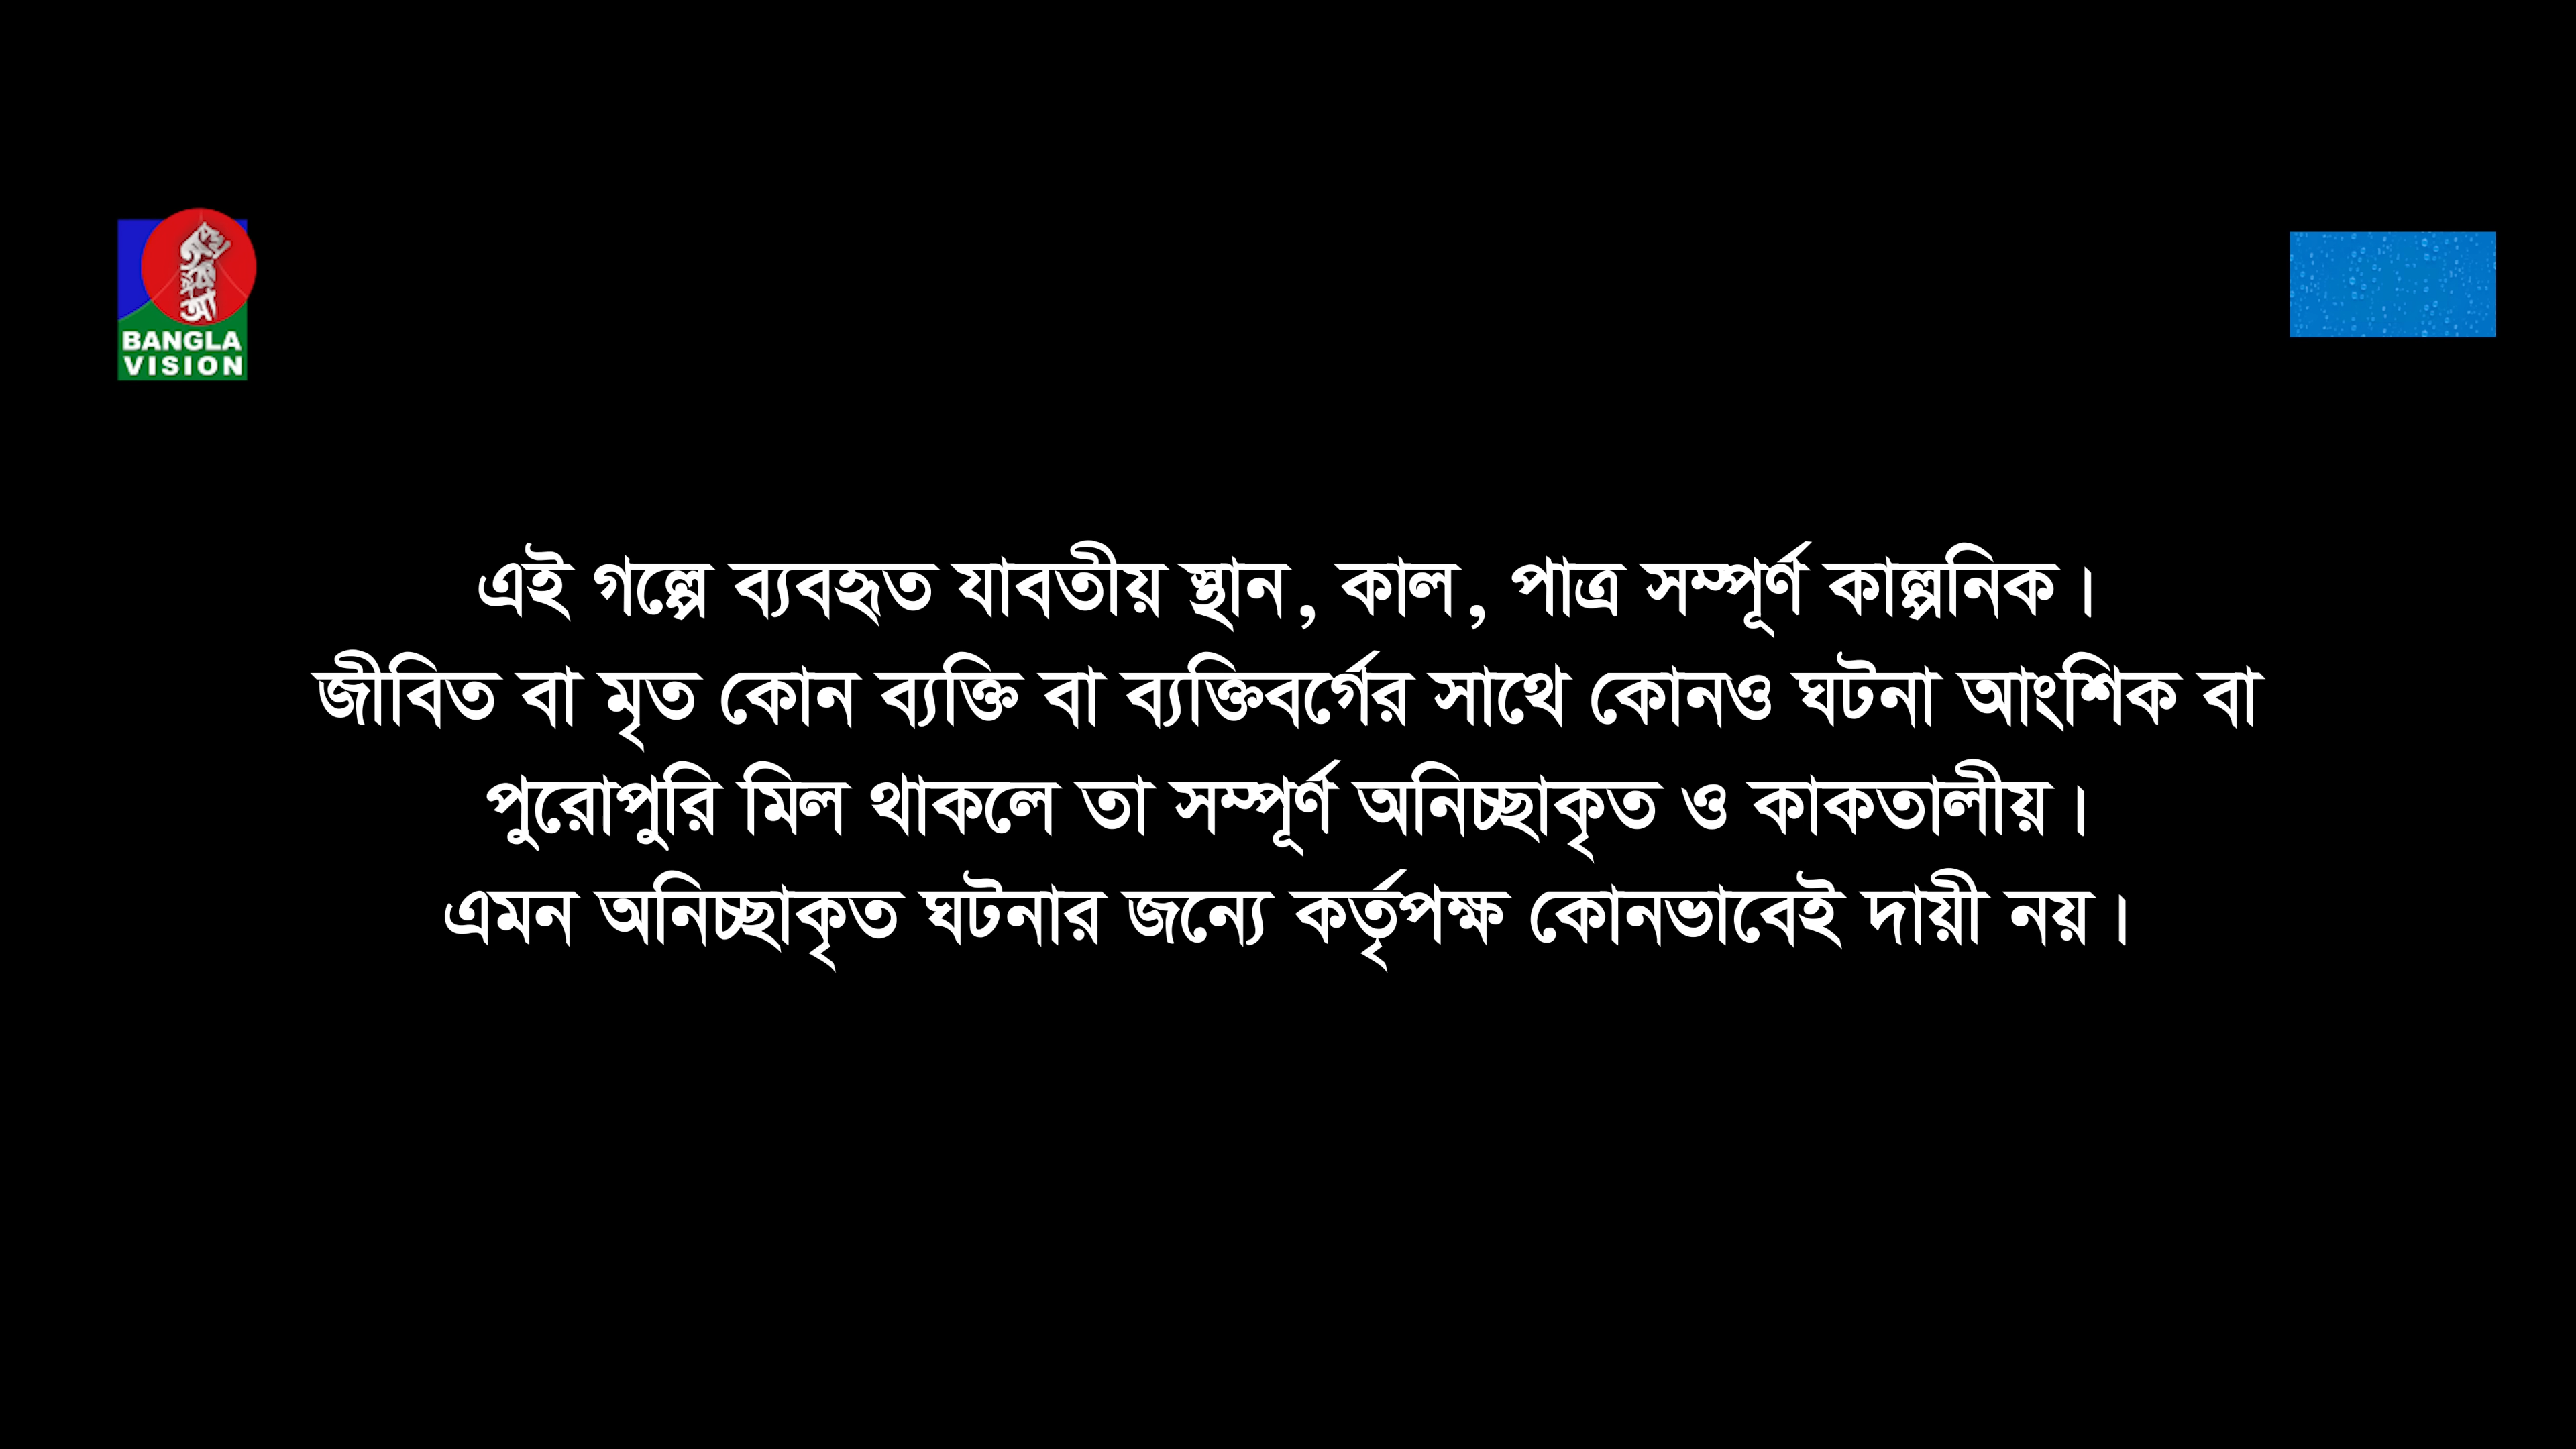 BANGLA
VISION
এই গল্পে ব্যবহৃত যাবতীয় স্থান, কাল, পাত্র সম্পূর্ণ কাল্পনিক।
জীবিত বা মৃত কোন ব্যক্তি বা ব্যক্তিবর্গের সাথে কোনও ঘটনা আংশিক বা
পুরোপুরি মিল থাকলে তা সম্পূর্ণ অনিচ্ছাকৃত ও কাকতালীয়।
এমন অনিচ্ছাকৃত ঘটনার জন্যে কর্তৃপক্ষ কোনভাবেই দায়ী নয়।